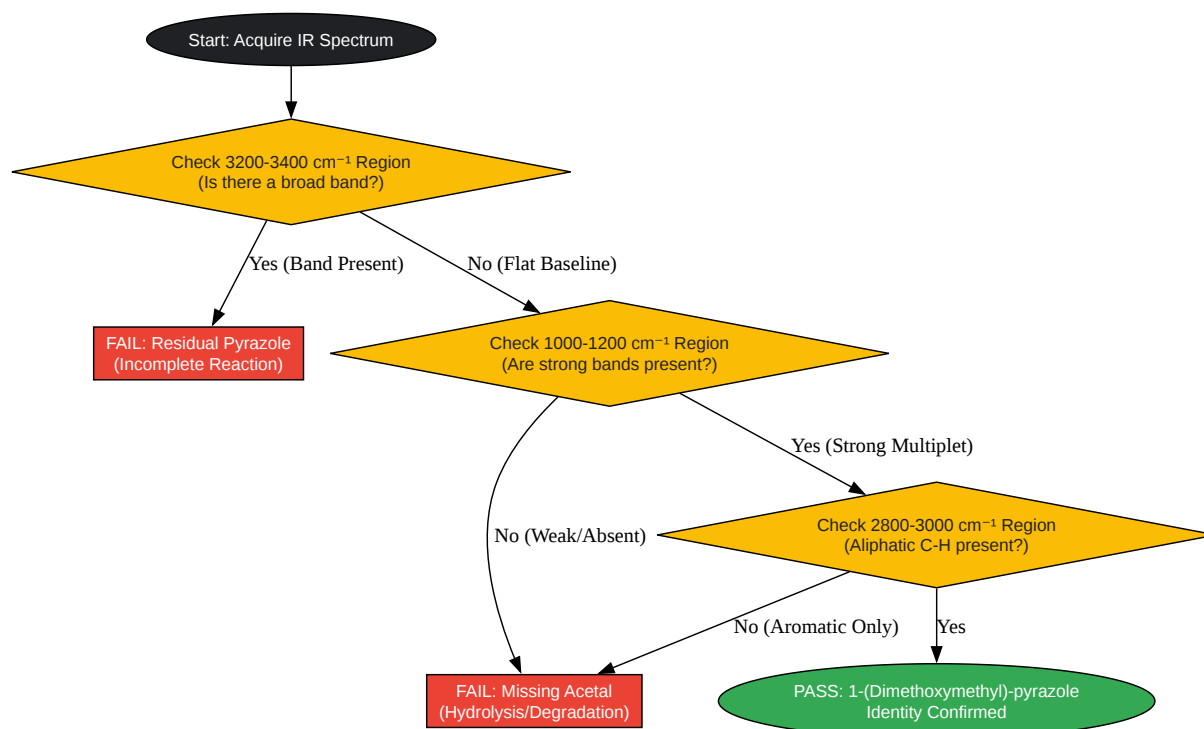 Start: Acquire IR Spectrum
Check 3200-3400 cm⁻¹ Region
(Is there a broad band?)
Yes (Band Present)
No (Flat Baseline)
FAIL: Residual Pyrazole
(Incomplete Reaction)
Check 1000-1200 cm⁻¹ Region
(Are strong bands present?)
Yes (Strong Multiplet)
No (Weak/Absent)
Check 2800-3000 cm⁻¹ Region
(Aliphatic C-H present?)
No (Aromatic Only)
Yes
FAIL: Missing Acetal
(Hydrolysis/Degradation)
PASS: 1-(Dimethoxymethyl)-pyrazole
Identity Confirmed